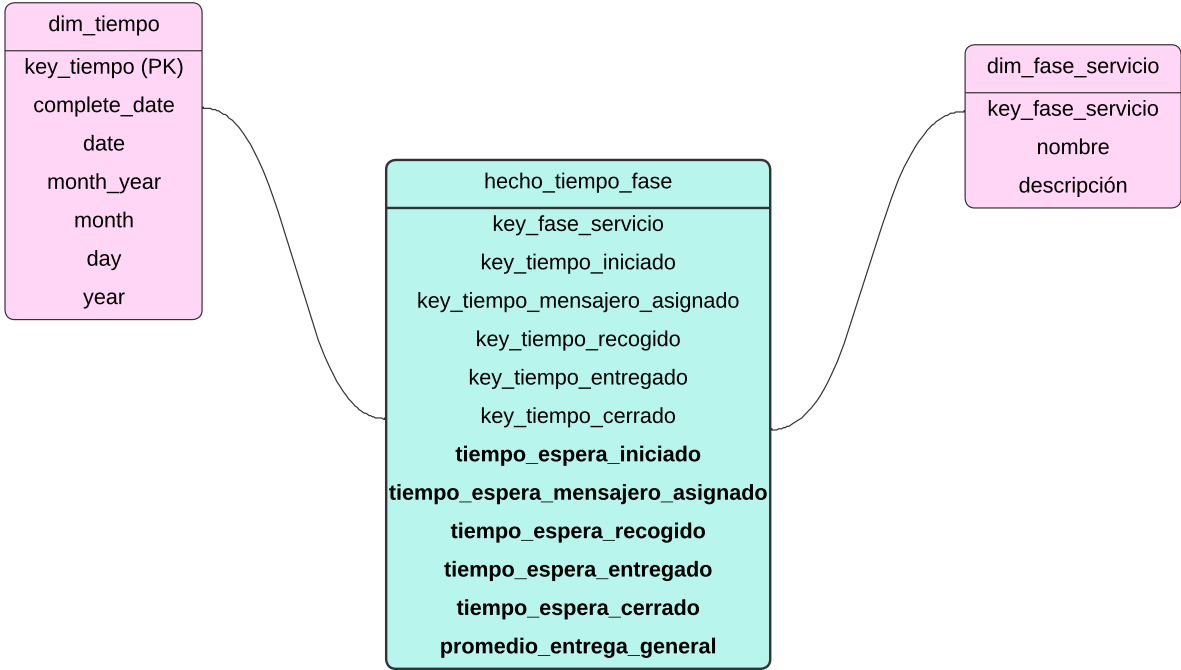 dim_tiempo
key_tiempo (PK)
complete_date
date
month_year
month
day
year
hecho_tiempo_fase
key_fase_servicio
key_tiempo_iniciado
key_tiempo_mensajero_asignado
key_tiempo_recogido
key_tiempo_entregado
key_tiempo_cerrado
tiempo_espera_iniciado
tiempo_espera_mensajero_asignado
tiempo_espera_recogido
tiempo_espera_entregado
tiempo_espera_cerrado
promedio_entrega_general
dim_fase_servicio
key_fase_servicio
nombre
descripción